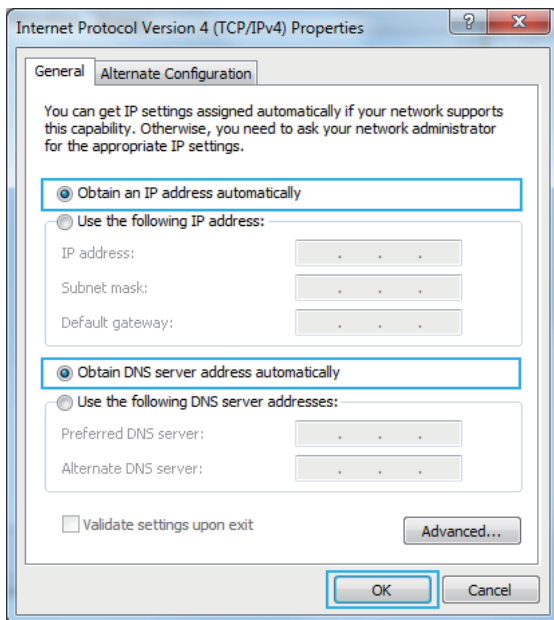 Internet Protocol Version 4 (TCP/IPv4) Properties
General
Alternate Configuration
You can get IP settings assigned automatically if your network supports
this capability. Otherwise, you need to ask your network administrator
for the appropriate IP settings.
Obtain an IP address automatically
Use the following IP address:
IP address:
Subnet mask:
Default gateway:
Obtain DNS server address automatically
Use the following DNS server addresses:
Preferred DNS server:
Alternate DNS server:
Validate settings upon exit
Advanced...
OK
Cancel